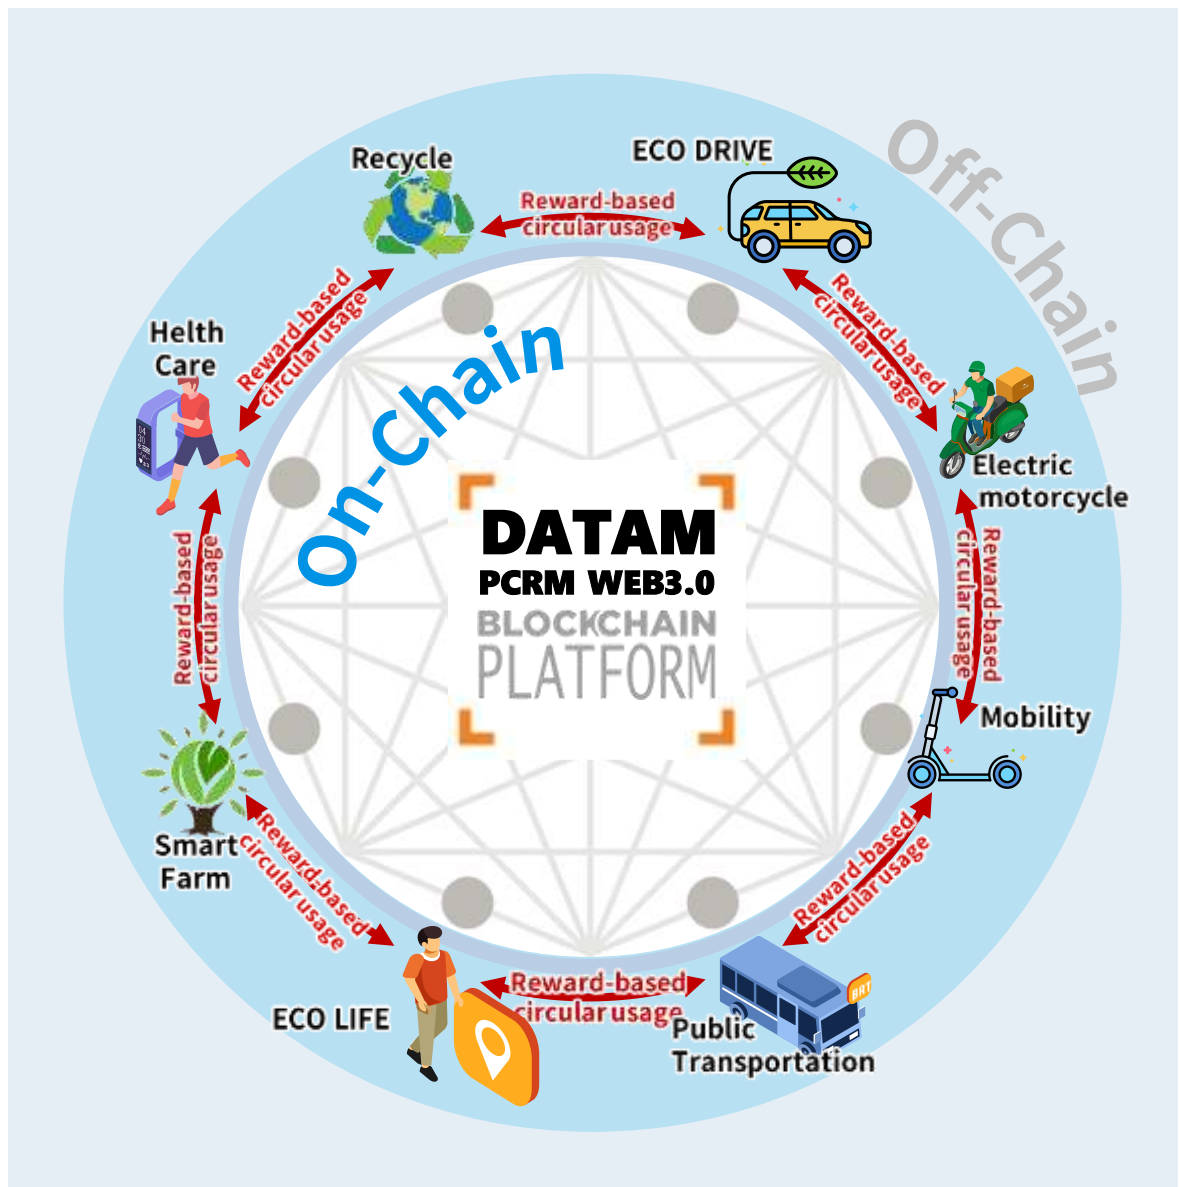 Recycle
ECO DRIVE
Off-Chain
Reward-based
circular usage
Reward-based
circular usage
Reward-based
circular usage
Helth
Care
On-Chain
Electric
motorcycle
DATAM
PCRM WEB3.0
BLOCKCHAIN
PLATFORM
Reward-based
circular usage
Reward-based
circular usage
Mobility
Smart
Farm
Reward-based
circular usage
Reward-based
circular usage
ECO LIFE
Reward-based
circular usage
Public
Transportation
BRT